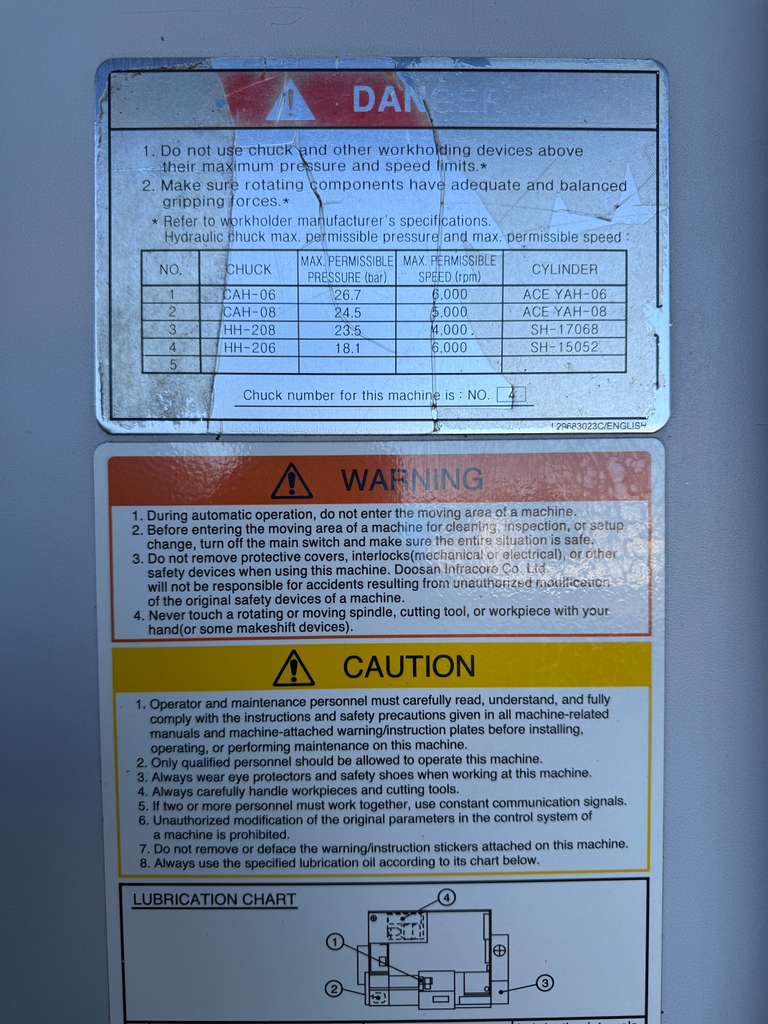 DANGER
1. Do not use chuck and other workholding devices above
their maximum pressure and speed limits.*
2. Make sure rotating components have adequate and balanced
gripping forces.*
* Refer to workholder manufacturer's specifications.
Hydraulic chuck max. permissible pressure and max. permissible speed :
NO. CHUCK MAX. PERMISSIBLE PRESSURE (bar) MAX. PERMISSIBLE SPEED (rpm) CYLINDER
1 CAH-06 26.7 6.000 ACE YAH-06
2 CAH-08 24.5 5.000 ACE YAH-08
3 HH-208 23.5 4.000. SH-17068
4 HH-206 18.1 6.000 SH-15052
5
Chuck number for this machine is : NO. 4
L29683023C/ENGLISH
WARNING
1. During automatic operation, do not enter the moving area of a machine.
2. Before entering the moving area of a machine for cleaning, inspection, or setup
change, turn off the main switch and make sure the entire situation is safe.
3. Do not remove protective covers, interlocks(mechanical or electrical), or other
safety devices when using this machine. Doosan Infracore Co. Ltd.
will not be responsible for accidents resulting from unauthorized modification
of the original safety devices of a machine.
4. Never touch a rotating or moving spindle, cutting tool, or workpiece with your
hand(or some makeshift devices).
CAUTION
1. Operator and maintenance personnel must carefully read, understand, and fully
comply with the instructions and safety precautions given in all machine-related
manuals and machine-attached warning/instruction plates before installing,
operating, or performing maintenance on this machine.
2. Only qualified personnel should be allowed to operate this machine.
3. Always wear eye protectors and safety shoes when working at this machine.
4. Always carefully handle workpieces and cutting tools.
5. If two or more personnel must work together, use constant communication signals.
6. Unauthorized modification of the original parameters in the control system of
a machine is prohibited.
7. Do not remove or deface the warning/instruction stickers attached on this machine.
8. Always use the specified lubrication oil according to its chart below.
LUBRICATION CHART
4
1
2
3